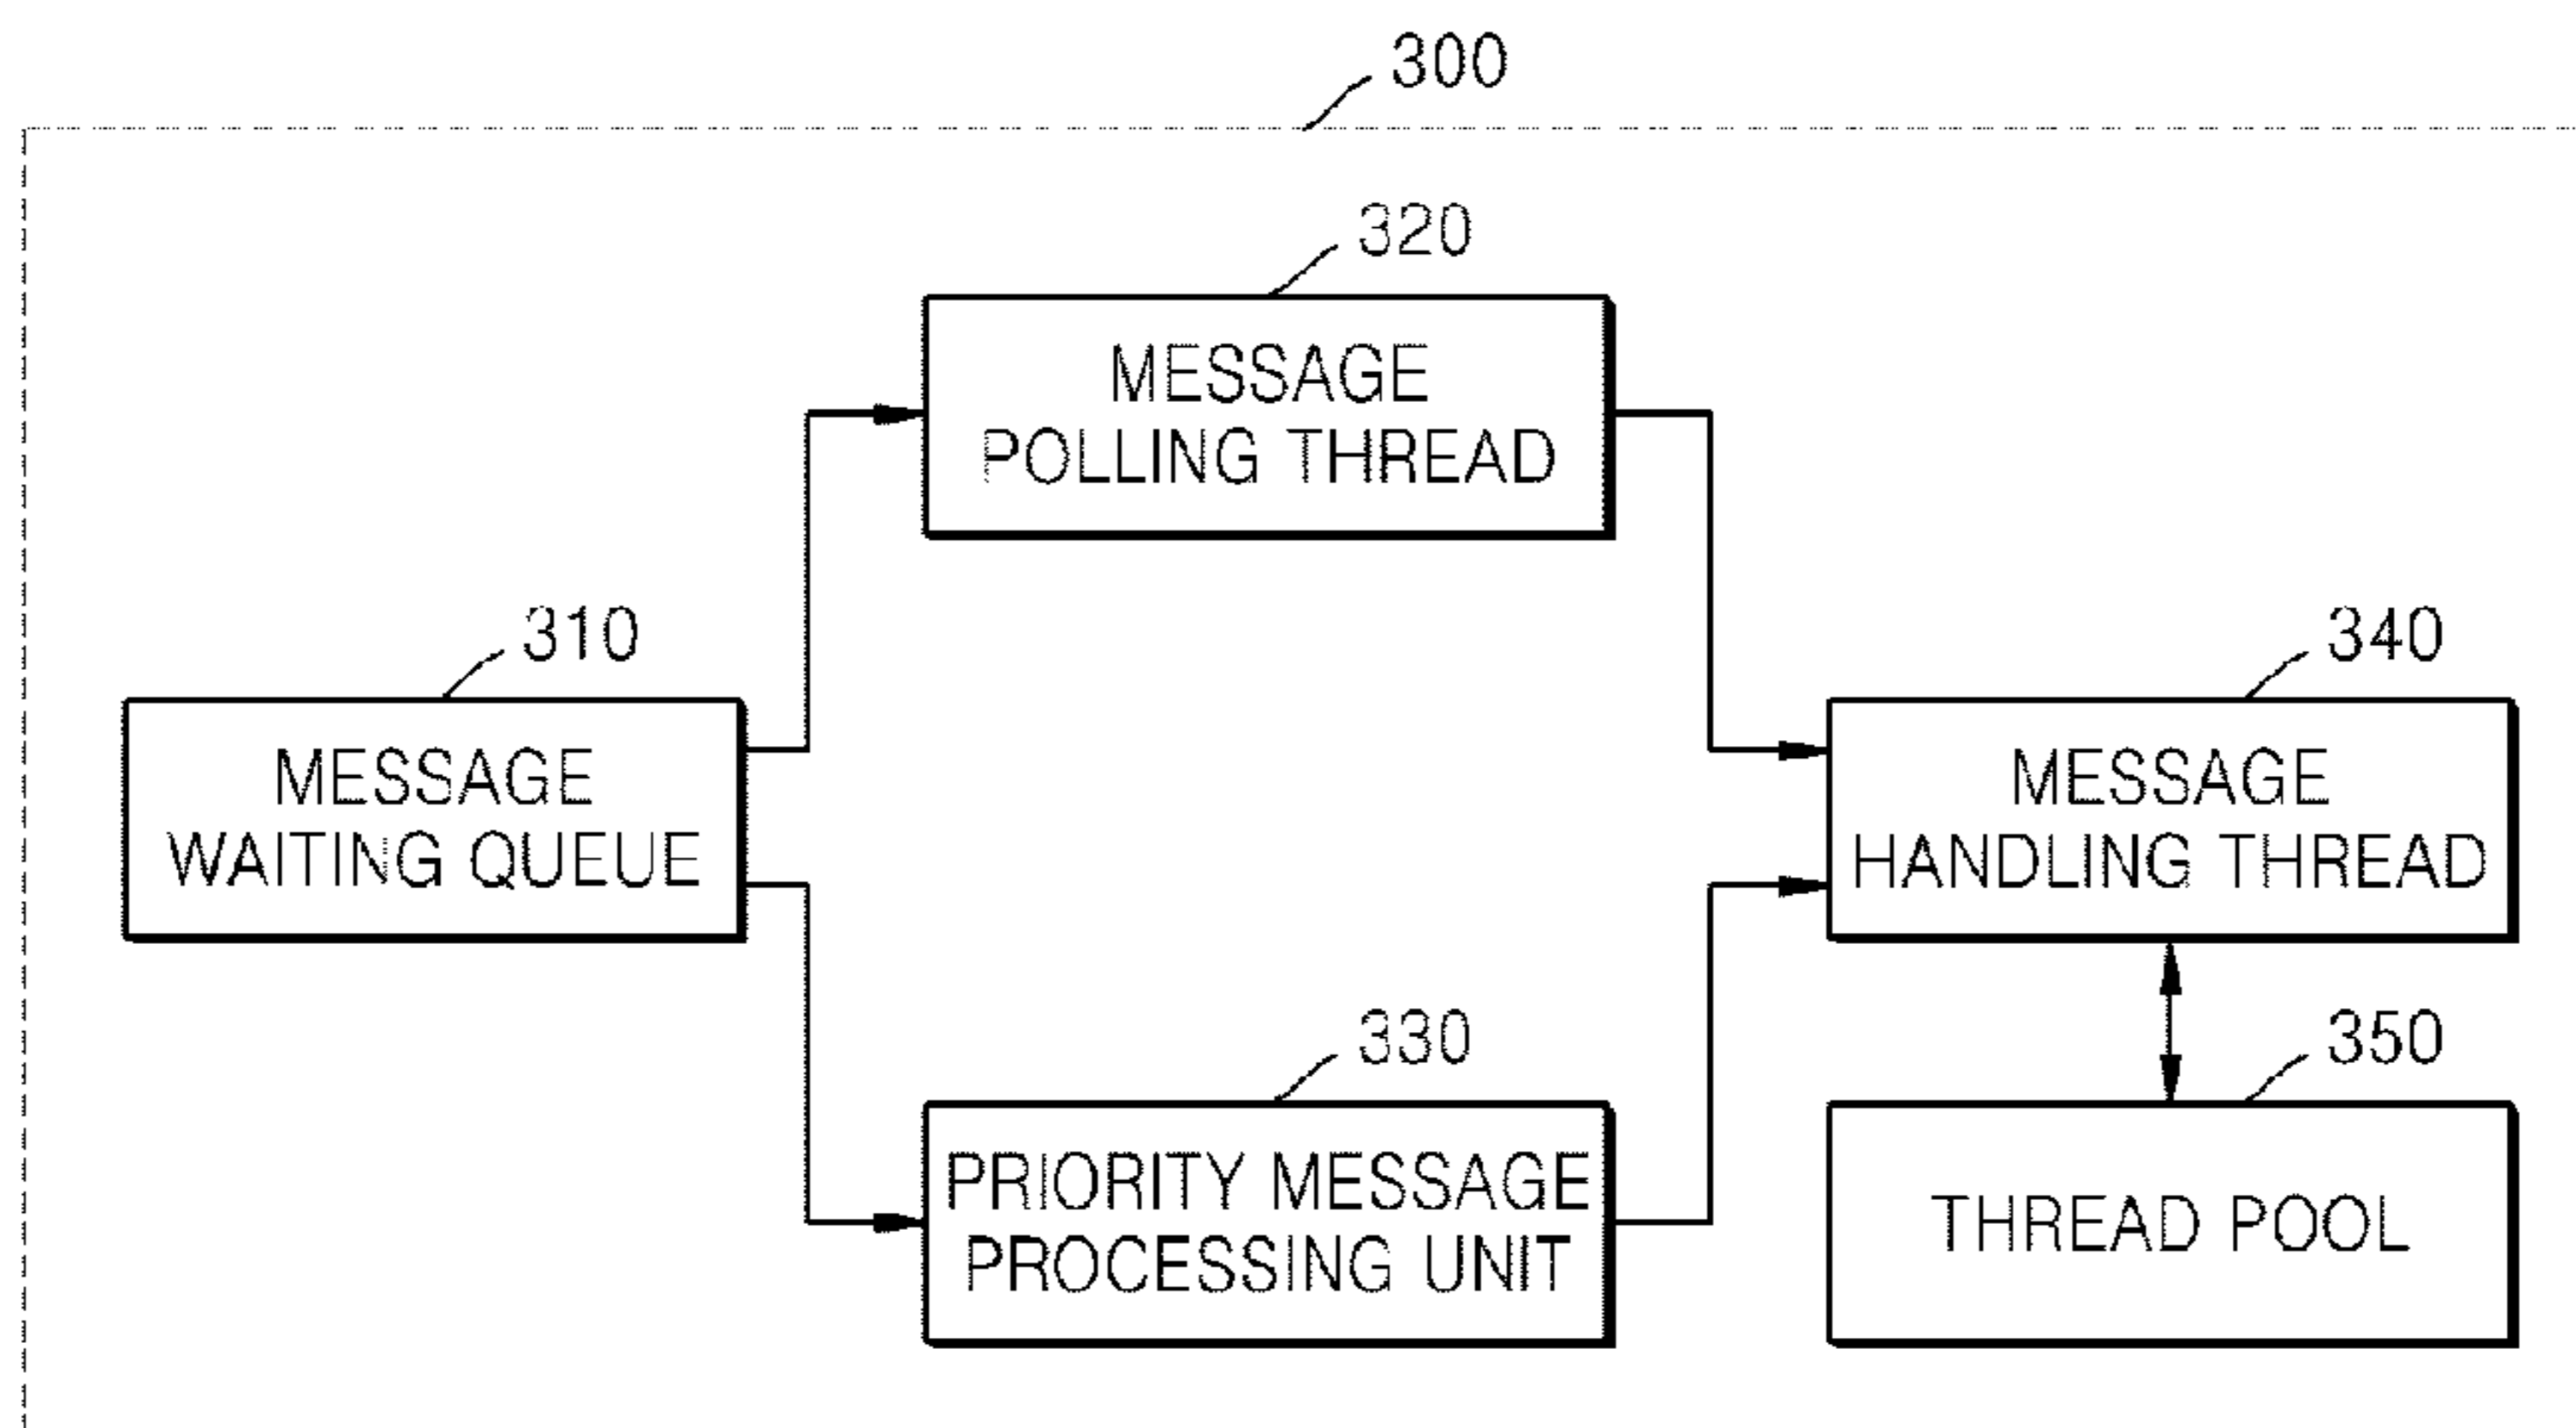 300
320
MESSAGE
POLLING THREAD
310
MESSAGE
WAITING QUEUE
340
MESSAGE
HANDLING THREAD
330
PRIORITY MESSAGE
PROCESSING UNIT
350
THREAD POOL